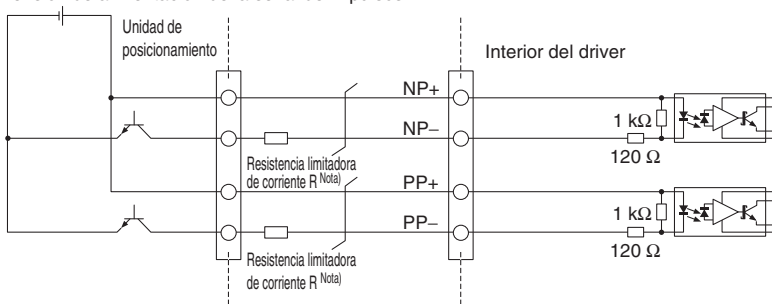 Unidad de
posicionamiento
Interior del driver
NP+
1 kΩ
NP−
120 Ω
Resistencia limitadora
de corriente R Nota)
PP+
1 kΩ
PP−
120 Ω
Resistencia limitadora
de corriente R Nota)